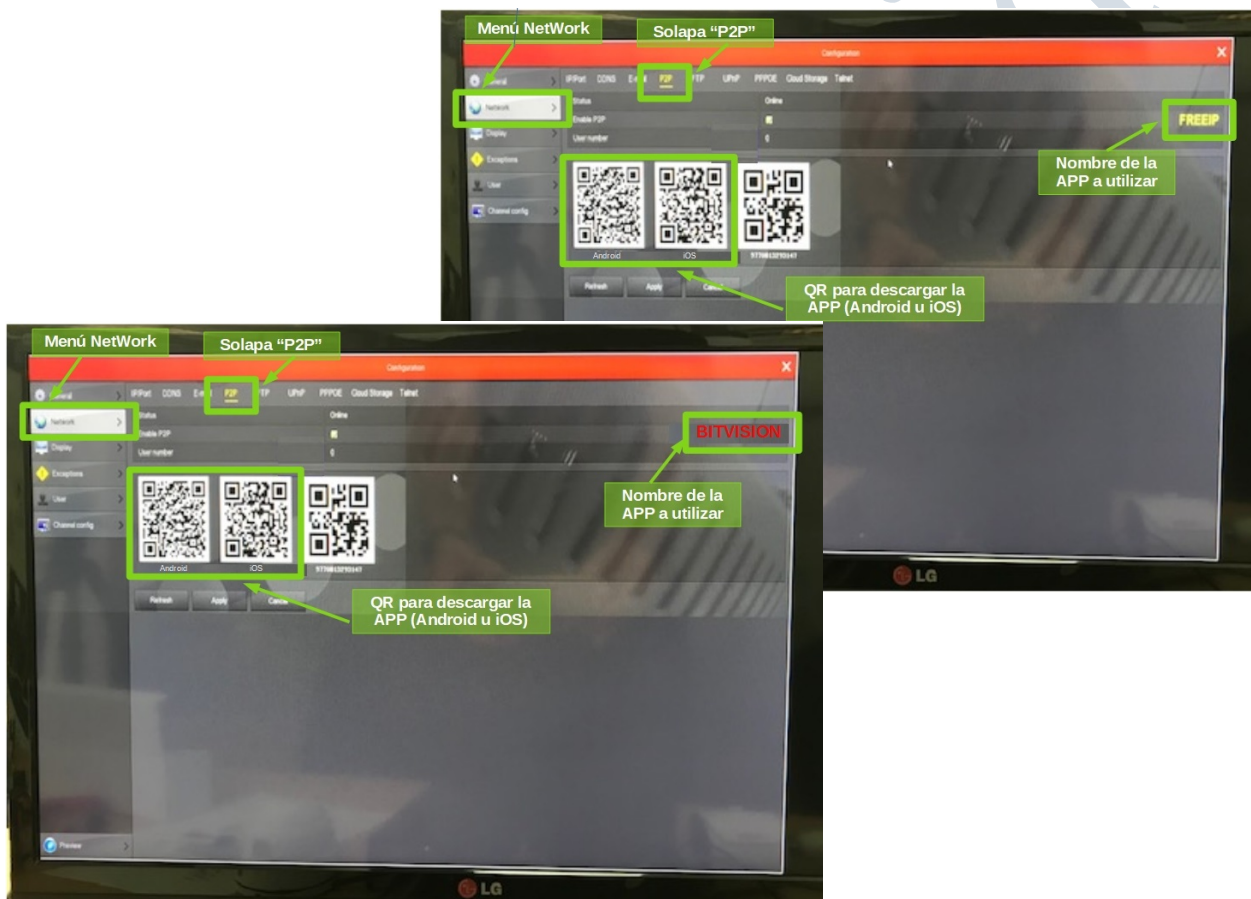 Menú NetWork
Solapa “P2P”
Configuration
X
General
IP/Port DDNS P2P UPnP PPPOE Cloud Storage Telnet
Network
Status Online
Enable P2P
FREEIP
Display
User number 0
Exceptions
Nombre de la
APP a utilizar
User
Channel config
Android iOS 9770013293147
Refresh Apply
QR para descargar la
APP (Android u iOS)
LG
Menú NetWork
Solapa “P2P”
Configuration
X
General
IP/Port DDNS P2P UPnP PPPOE Cloud Storage Telnet
Network
Status Online
Enable P2P
BITVISION
Display
User number 0
Exceptions
Nombre de la
APP a utilizar
User
Channel config
Android iOS
Refresh Apply Cancel
QR para descargar la
APP (Android u iOS)
Preview
LG